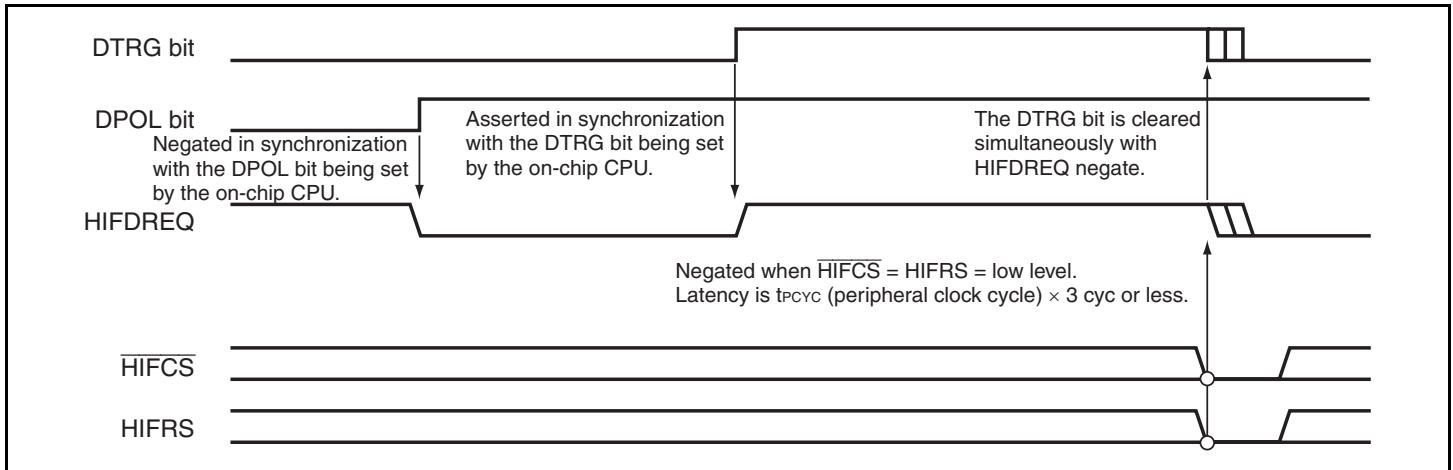 DTRG bit
DPOL bit
Negated in synchronization
with the DPOL bit being set
by the on-chip CPU.
Asserted in synchronization
with the DTRG bit being set
by the on-chip CPU.
The DTRG bit is cleared
simultaneously with
HIFDREQ negate.
HIFDREQ
Negated when H̅I̅F̅C̅S̅ = HIFRS = low level.
Latency is tPCYC (peripheral clock cycle) × 3 cyc or less.
H̅I̅F̅C̅S̅
HIFRS